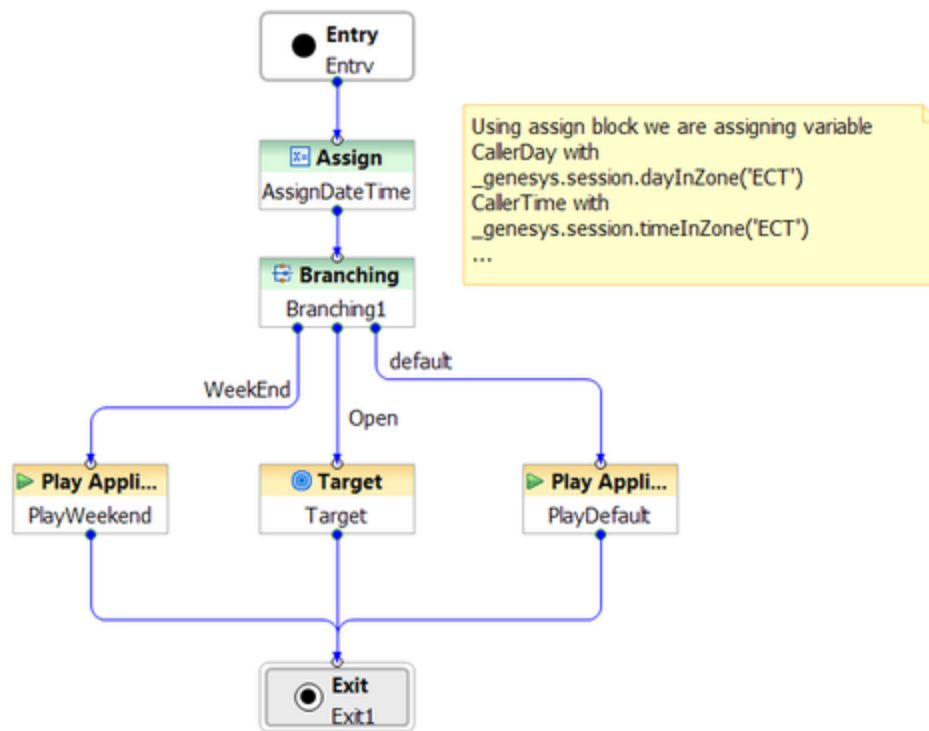 Entry
Entry
Using assign block we are assigning variable
CallerDay with
_genesys.session.dayInZone('ECT')
CallerTime with
_genesys.session.timeInZone('ECT')
...
Assign
AssignDateTime
Branching
Branching1
default
WeekEnd
Open
Play Appli...
PlayWeekend
Target
Target
Play Appli...
PlayDefault
Exit
Exit1